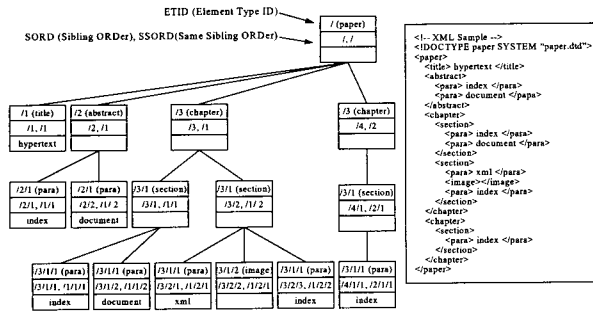 ETID (Element Type ID)
/ (paper)
SORD (Sibling ORDer), SSORD(Same Sibling ORDer)
/, /
/1 (title)
/1, /1
hypertext
/2 (abstract)
/2, /1
/3 (chapter)
/3, /1
/3 (chapter)
/4, /2
/2/1 (para)
/2/1, /1/1
index
/2/1 (para)
/2/2, /1/ 2
document
/3/1 (section)
/3/1, /1/1
/3/1 (section)
/3/2, /1/ 2
/3/1 (section)
/4/1, /2/1
/3/1/1 (para)
/3/1/1, /1/1/1
index
/3/1/1 (para)
/3/1/2, /1/1/2
document
/3/1/1 (para)
/3/2/1, /1/2/1
xml
/3/1/2 (image)
/3/2/2, /1/2/1
/3/1/1 (para)
/3/2/3, /1/2/2
index
/3/1/1 (para)
/4/1/1, /2/1/1
index
<!-- XML Sample -->
<!DOCTYPE paper SYSTEM "paper.dtd">
<paper>
<title> hypertext </title>
<abstract>
<para> index </para>
<para> document </papa>
</abstract>
<chapter>
<section>
<para> index </para>
<para> document </para>
</section>
<section>
<para> xml </para>
<image></image>
<para> index </para>
</section>
</chapter>
<chapter>
<section>
<para> index </para>
</section>
</chapter>
</paper>